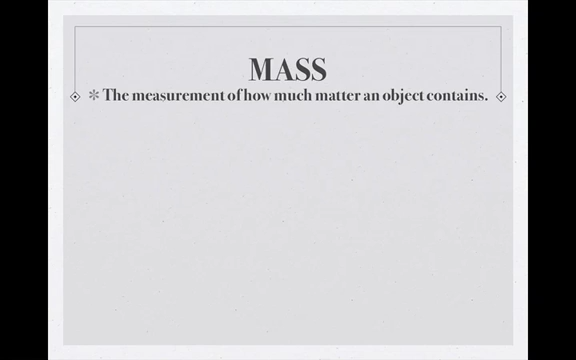 MASS
✻ The measurement of how much matter an object contains.